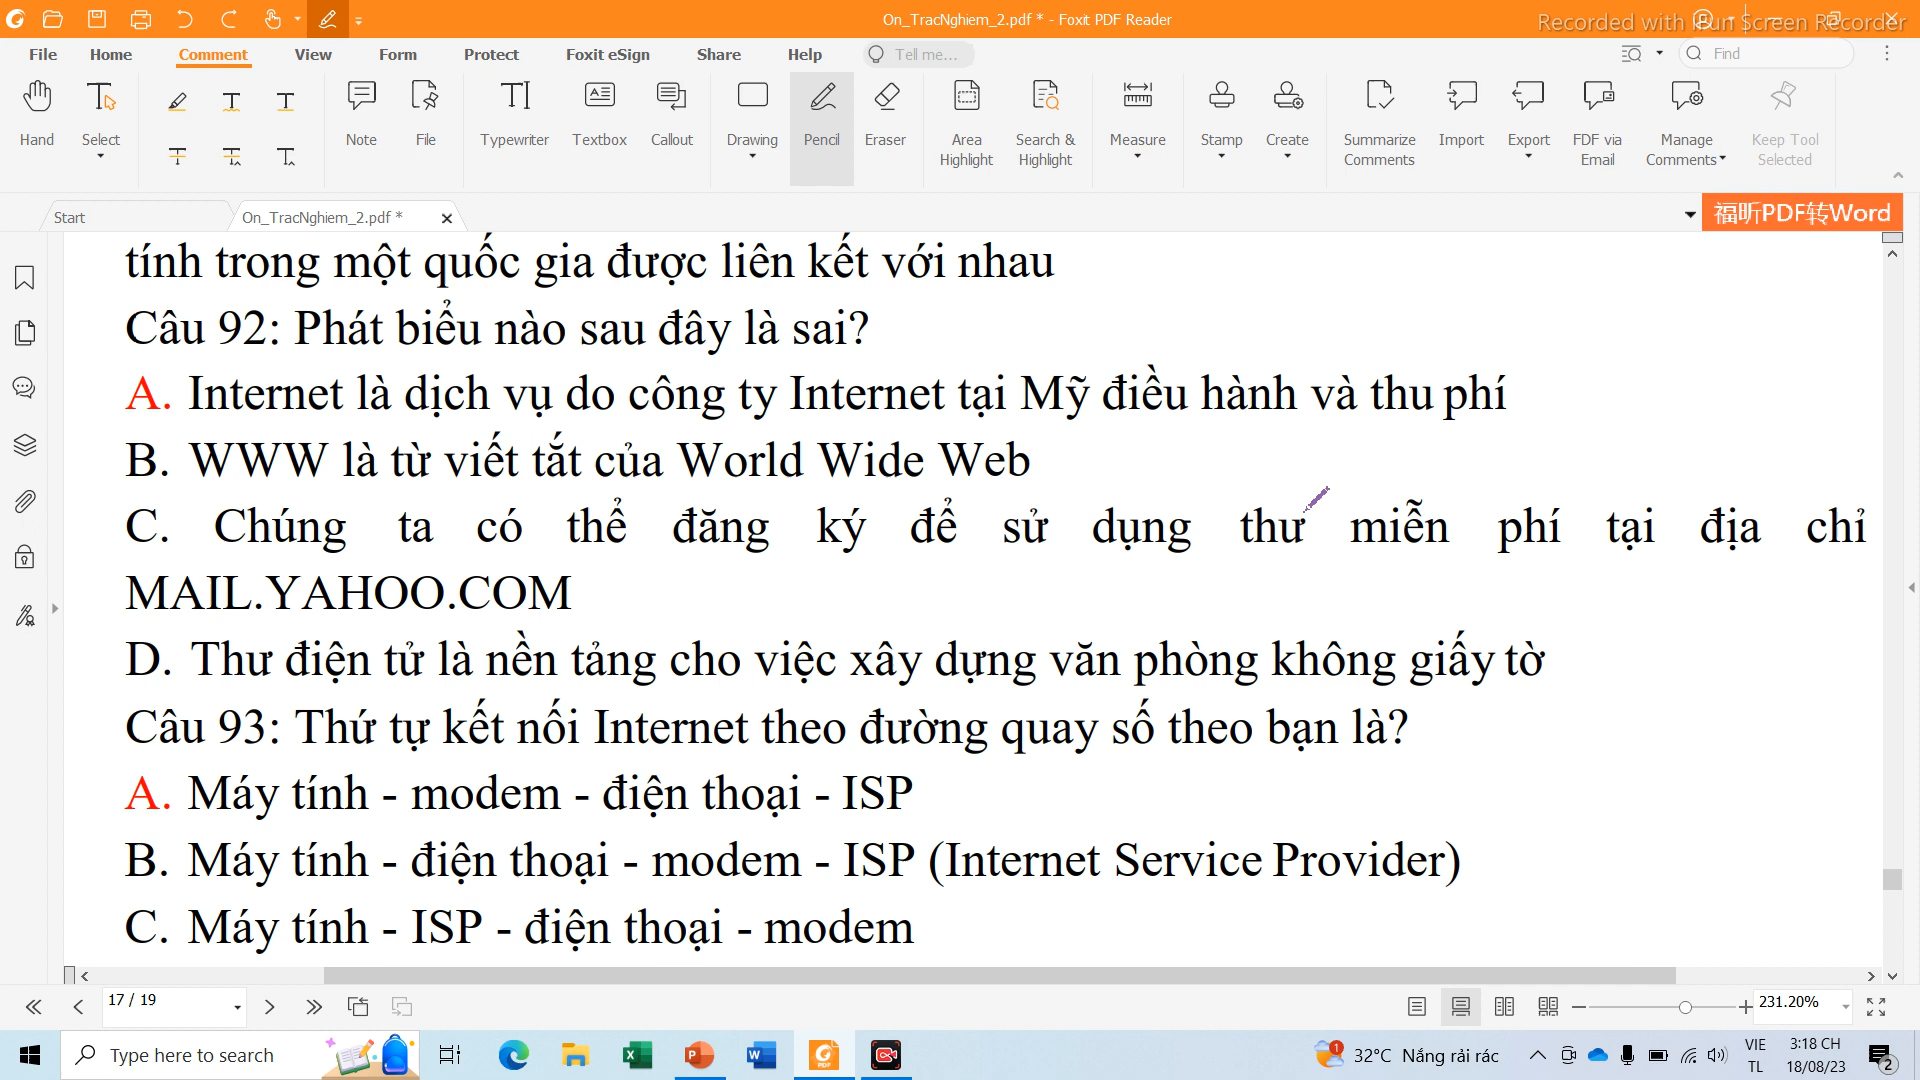 On_TracNghiem_2.pdf * - Foxit PDF Reader
Recorded with iFun Screen Recorder
File Home Comment View Form Protect Foxit eSign Share Help Tell me... Find
Hand Select Note File Typewriter Textbox Callout Drawing Pencil Eraser Area Highlight Search & Highlight Measure Stamp Create Summarize Comments Import Export FDF via Email Manage Comments Keep Tool Selected
Start On_TracNghiem_2.pdf * 福昕PDF转Word
tính trong một quốc gia được liên kết với nhau
Câu 92: Phát biểu nào sau đây là sai?
A. Internet là dịch vụ do công ty Internet tại Mỹ điều hành và thu phí
B. WWW là từ viết tắt của World Wide Web
C. Chúng ta có thể đăng ký để sử dụng thư miễn phí tại địa chỉ
MAIL.YAHOO.COM
D. Thư điện tử là nền tảng cho việc xây dựng văn phòng không giấy tờ
Câu 93: Thứ tự kết nối Internet theo đường quay số theo bạn là?
A. Máy tính - modem - điện thoại - ISP
B. Máy tính - điện thoại - modem - ISP (Internet Service Provider)
C. Máy tính - ISP - điện thoại - modem
17 / 19 231.20%
Type here to search 32°C Nắng rải rác VIE 3:18 CH
TL 18/08/23 2